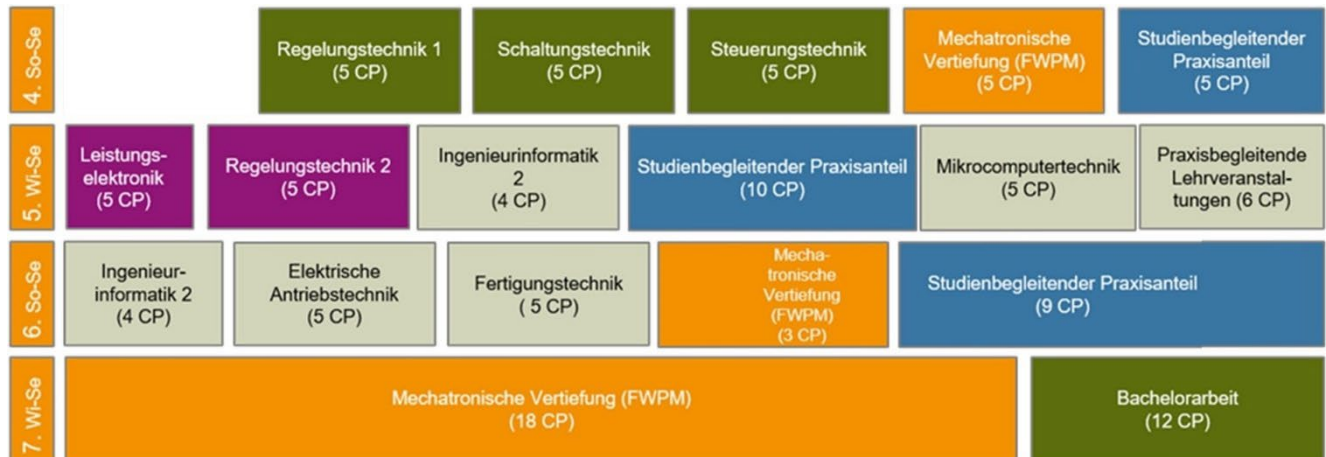 4. So-Se
Regelungstechnik 1
(5 CP)
Schaltungstechnik
(5 CP)
Steuerungstechnik
(5 CP)
Mechatronische
Vertiefung (FWPM)
(5 CP)
Studienbegleitender
Praxisanteil
(5 CP)
5. Wi-Se
Leistungs-
elektronik
(5 CP)
Regelungstechnik 2
(5 CP)
Ingenieurinformatik
2
(4 CP)
Studienbegleitender Praxisanteil
(10 CP)
Mikrocomputertechnik
(5 CP)
Praxisbegleitende
Lehrveranstal-
tungen (6 CP)
6. So-Se
Ingenieur-
informatik 2
(4 CP)
Elektrische
Antriebstechnik
(5 CP)
Fertigungstechnik
( 5 CP)
Mecha-
tronische
Vertiefung
(FWPM)
(3 CP)
Studienbegleitender Praxisanteil
(9 CP)
7. Wi-Se
Mechatronische Vertiefung (FWPM)
(18 CP)
Bachelorarbeit
(12 CP)